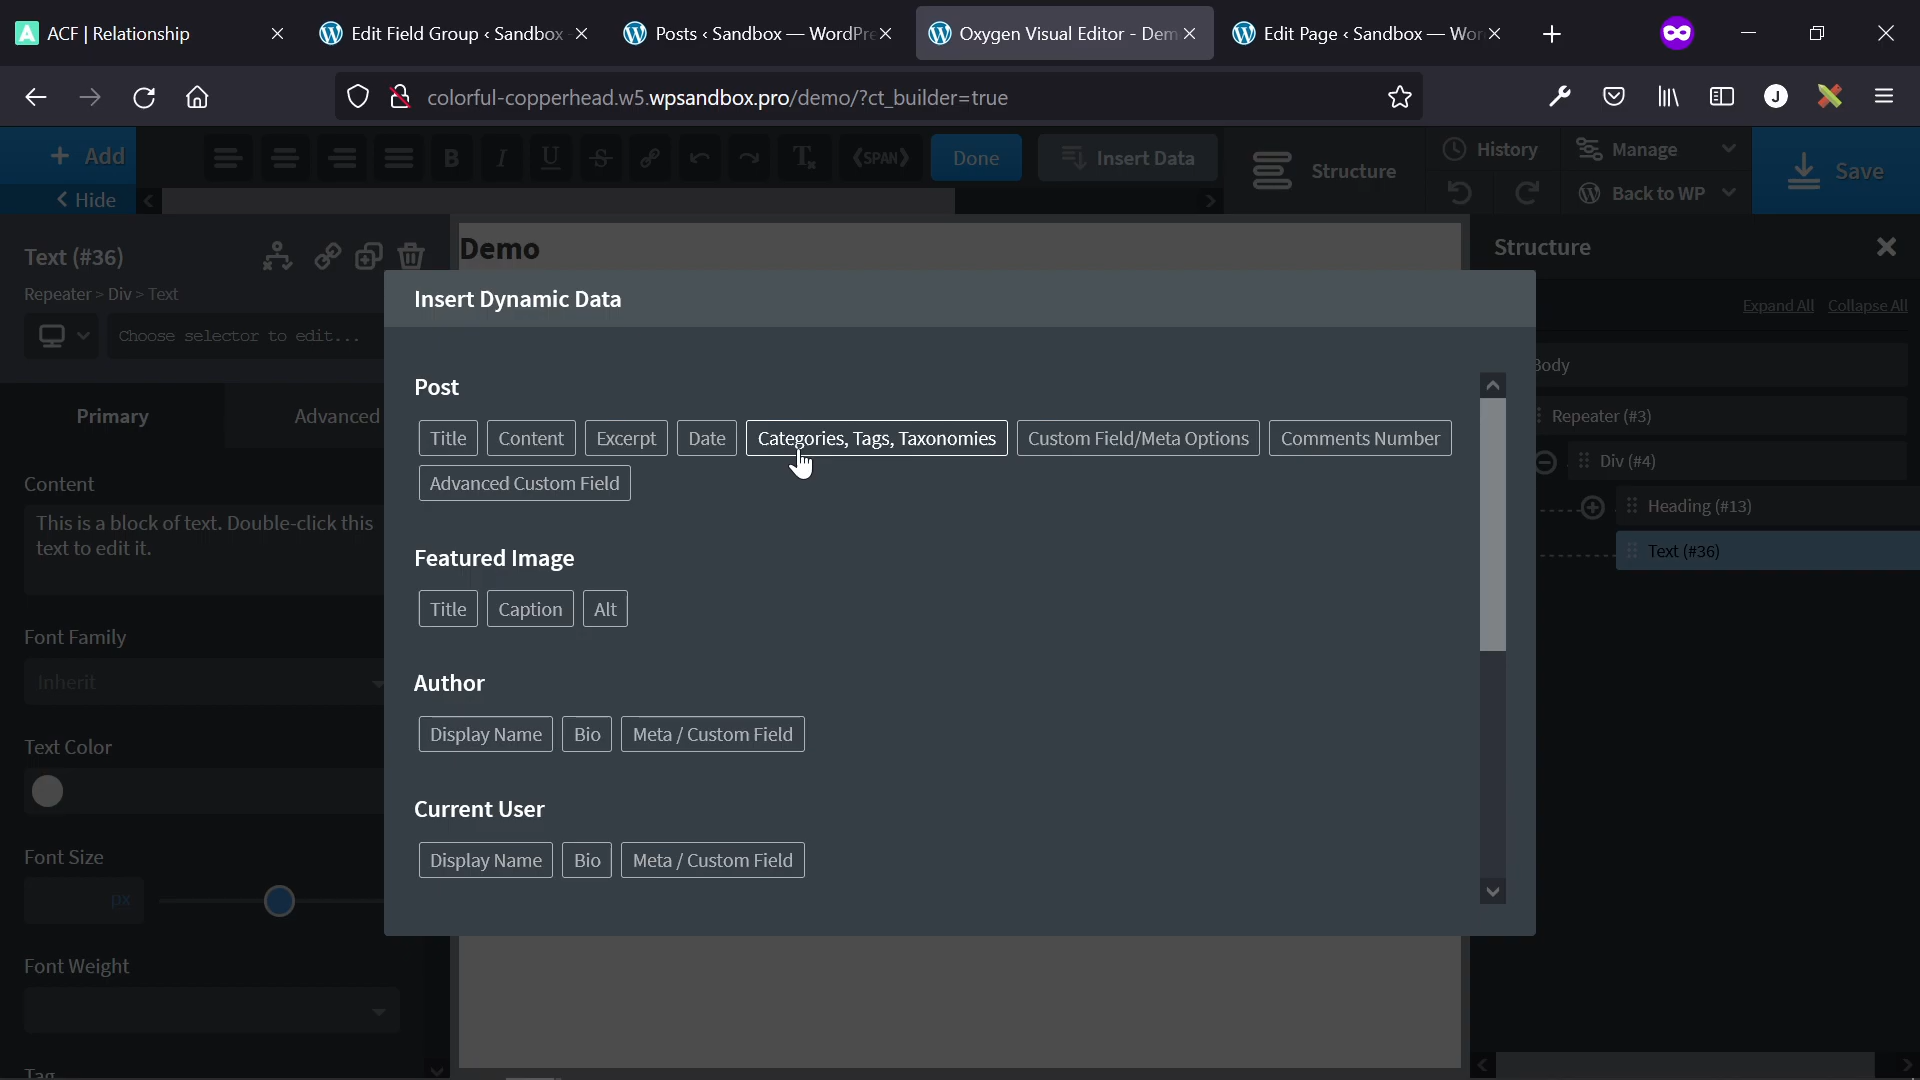 ACF | Relationship
Edit Field Group ‹ Sandbox
Posts ‹ Sandbox — WordPre
Oxygen Visual Editor - Dem
Edit Page ‹ Sandbox — Wor
colorful-copperhead.w5.wpsandbox.pro/demo/?ct_builder=true
J
+ Add
B
I
U
S
T
‹SPAN›
Done
Insert Data
Structure
History
Manage
Save
Hide
Back to WP
Text (#36)
Demo
Structure
Repeater > Div > Text
Insert Dynamic Data
Expand All
Collapse All
Choose selector to edit...
Body
Post
Primary
Advanced
Repeater (#3)
Title
Content
Excerpt
Date
Categories, Tags, Taxonomies
Custom Field/Meta Options
Comments Number
Div (#4)
Content
Advanced Custom Field
Heading (#13)
This is a block of text. Double-click this
text to edit it.
Text (#36)
Featured Image
Title
Caption
Alt
Font Family
Inherit
Author
Text Color
Display Name
Bio
Meta / Custom Field
Current User
Font Size
Display Name
Bio
Meta / Custom Field
px
Font Weight
Tag